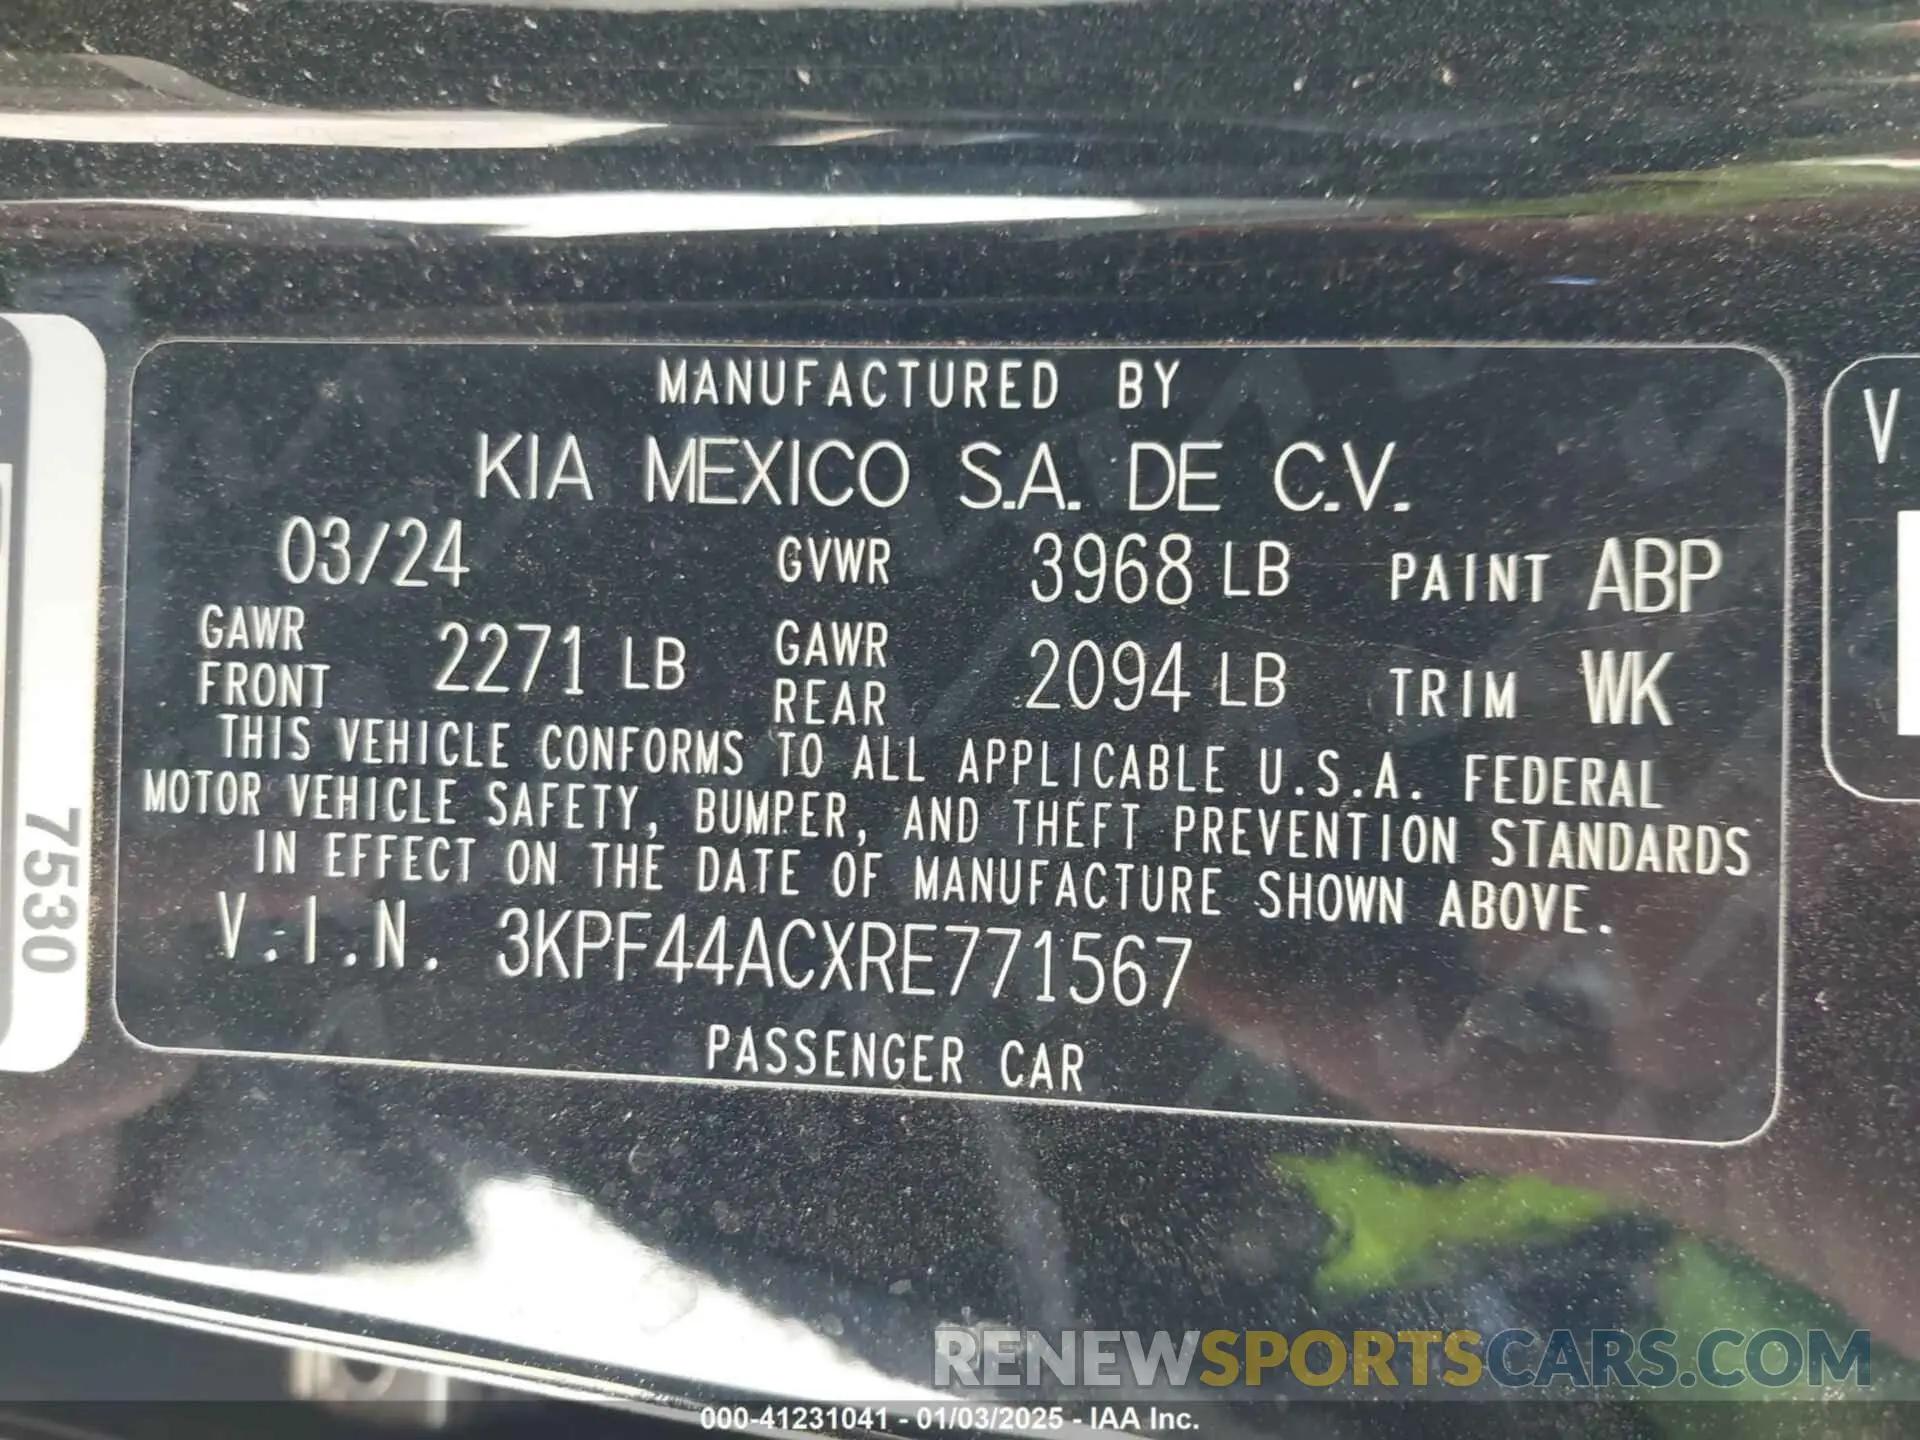 MANUFACTURED BY
KIA MEXICO S.A. DE C.V.
03/24 GVWR 3968 LB PAINT ABP
GAWR FRONT 2271 LB GAWR REAR 2094 LB TRIM WK
THIS VEHICLE CONFORMS TO ALL APPLICABLE U.S.A. FEDERAL
MOTOR VEHICLE SAFETY, BUMPER, AND THEFT PREVENTION STANDARDS
IN EFFECT ON THE DATE OF MANUFACTURE SHOWN ABOVE.
V.I.N. 3KPF44ACXRE771567
PASSENGER CAR
7530
V
RENEWSPORTSCARS.COM
000-41231041 - 01/03/2025 - IAA Inc.